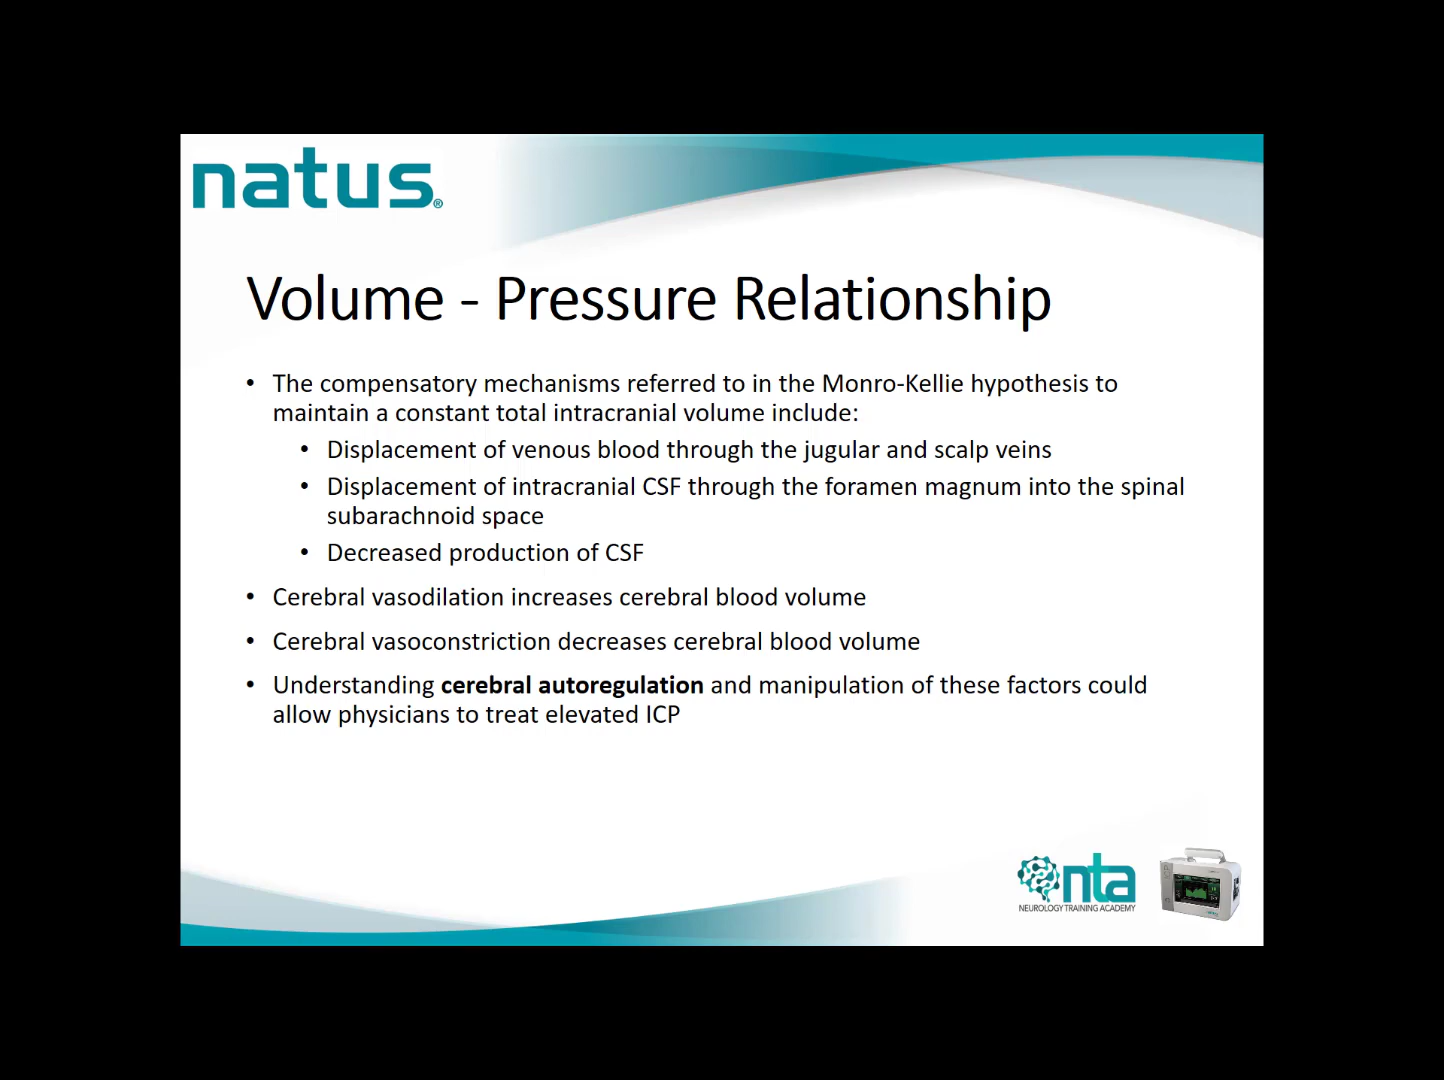 natus®
Volume - Pressure Relationship
• The compensatory mechanisms referred to in the Monro-Kellie hypothesis to
maintain a constant total intracranial volume include:
• Displacement of venous blood through the jugular and scalp veins
• Displacement of intracranial CSF through the foramen magnum into the spinal
subarachnoid space
• Decreased production of CSF
• Cerebral vasodilation increases cerebral blood volume
• Cerebral vasoconstriction decreases cerebral blood volume
• Understanding cerebral autoregulation and manipulation of these factors could
allow physicians to treat elevated ICP
nta
NEUROLOGY TRAINING ACADEMY